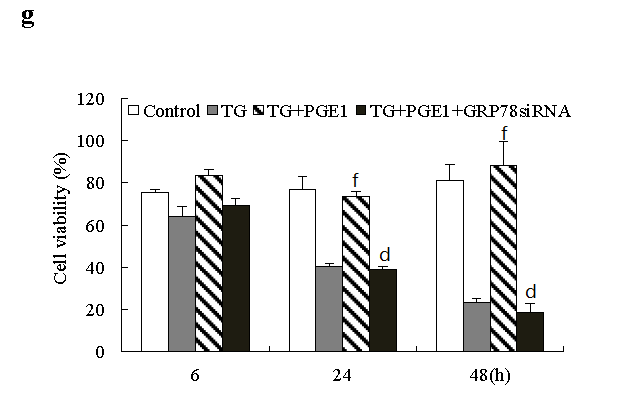 g
120
Control TG TG+PGE1 TG+PGE1+GRP78siRNA
100
80
60
40
20
0
Cell viability (%)
f
d
f
d
6 24 48(h)